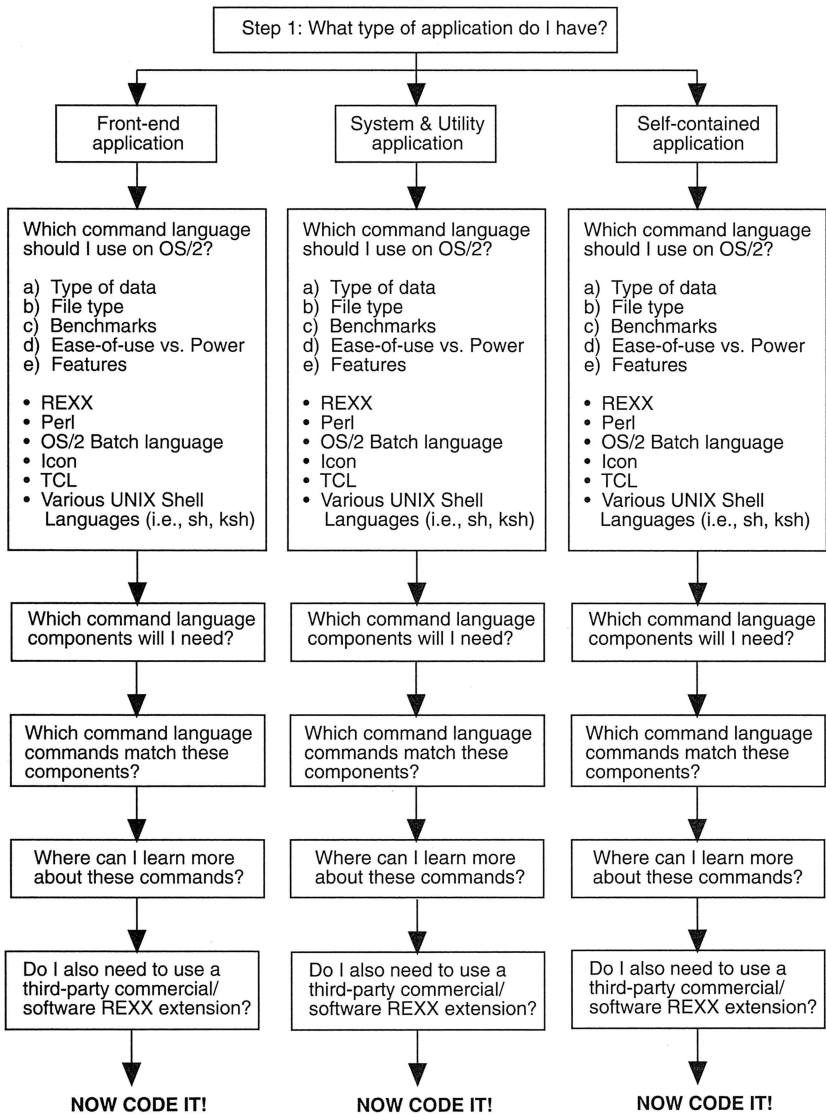 Step 1: What type of application do I have?
Front-end
application
System & Utility
application
Self-contained
application
Which command language
should I use on OS/2?
a) Type of data
b) File type
c) Benchmarks
d) Ease-of-use vs. Power
e) Features
• REXX
• Perl
• OS/2 Batch language
• Icon
• TCL
• Various UNIX Shell
Languages (i.e., sh, ksh)
Which command language
should I use on OS/2?
a) Type of data
b) File type
c) Benchmarks
d) Ease-of-use vs. Power
e) Features
• REXX
• Perl
• OS/2 Batch language
• Icon
• TCL
• Various UNIX Shell
Languages (i.e., sh, ksh)
Which command language
should I use on OS/2?
a) Type of data
b) File type
c) Benchmarks
d) Ease-of-use vs. Power
e) Features
• REXX
• Perl
• OS/2 Batch language
• Icon
• TCL
• Various UNIX Shell
Languages (i.e., sh, ksh)
Which command language
components will I need?
Which command language
components will I need?
Which command language
components will I need?
Which command language
commands match these
components?
Which command language
commands match these
components?
Which command language
commands match these
components?
Where can I learn more
about these commands?
Where can I learn more
about these commands?
Where can I learn more
about these commands?
Do I also need to use a
third-party commercial/
software REXX extension?
Do I also need to use a
third-party commercial/
software REXX extension?
Do I also need to use a
third-party commercial/
software REXX extension?
NOW CODE IT!
NOW CODE IT!
NOW CODE IT!